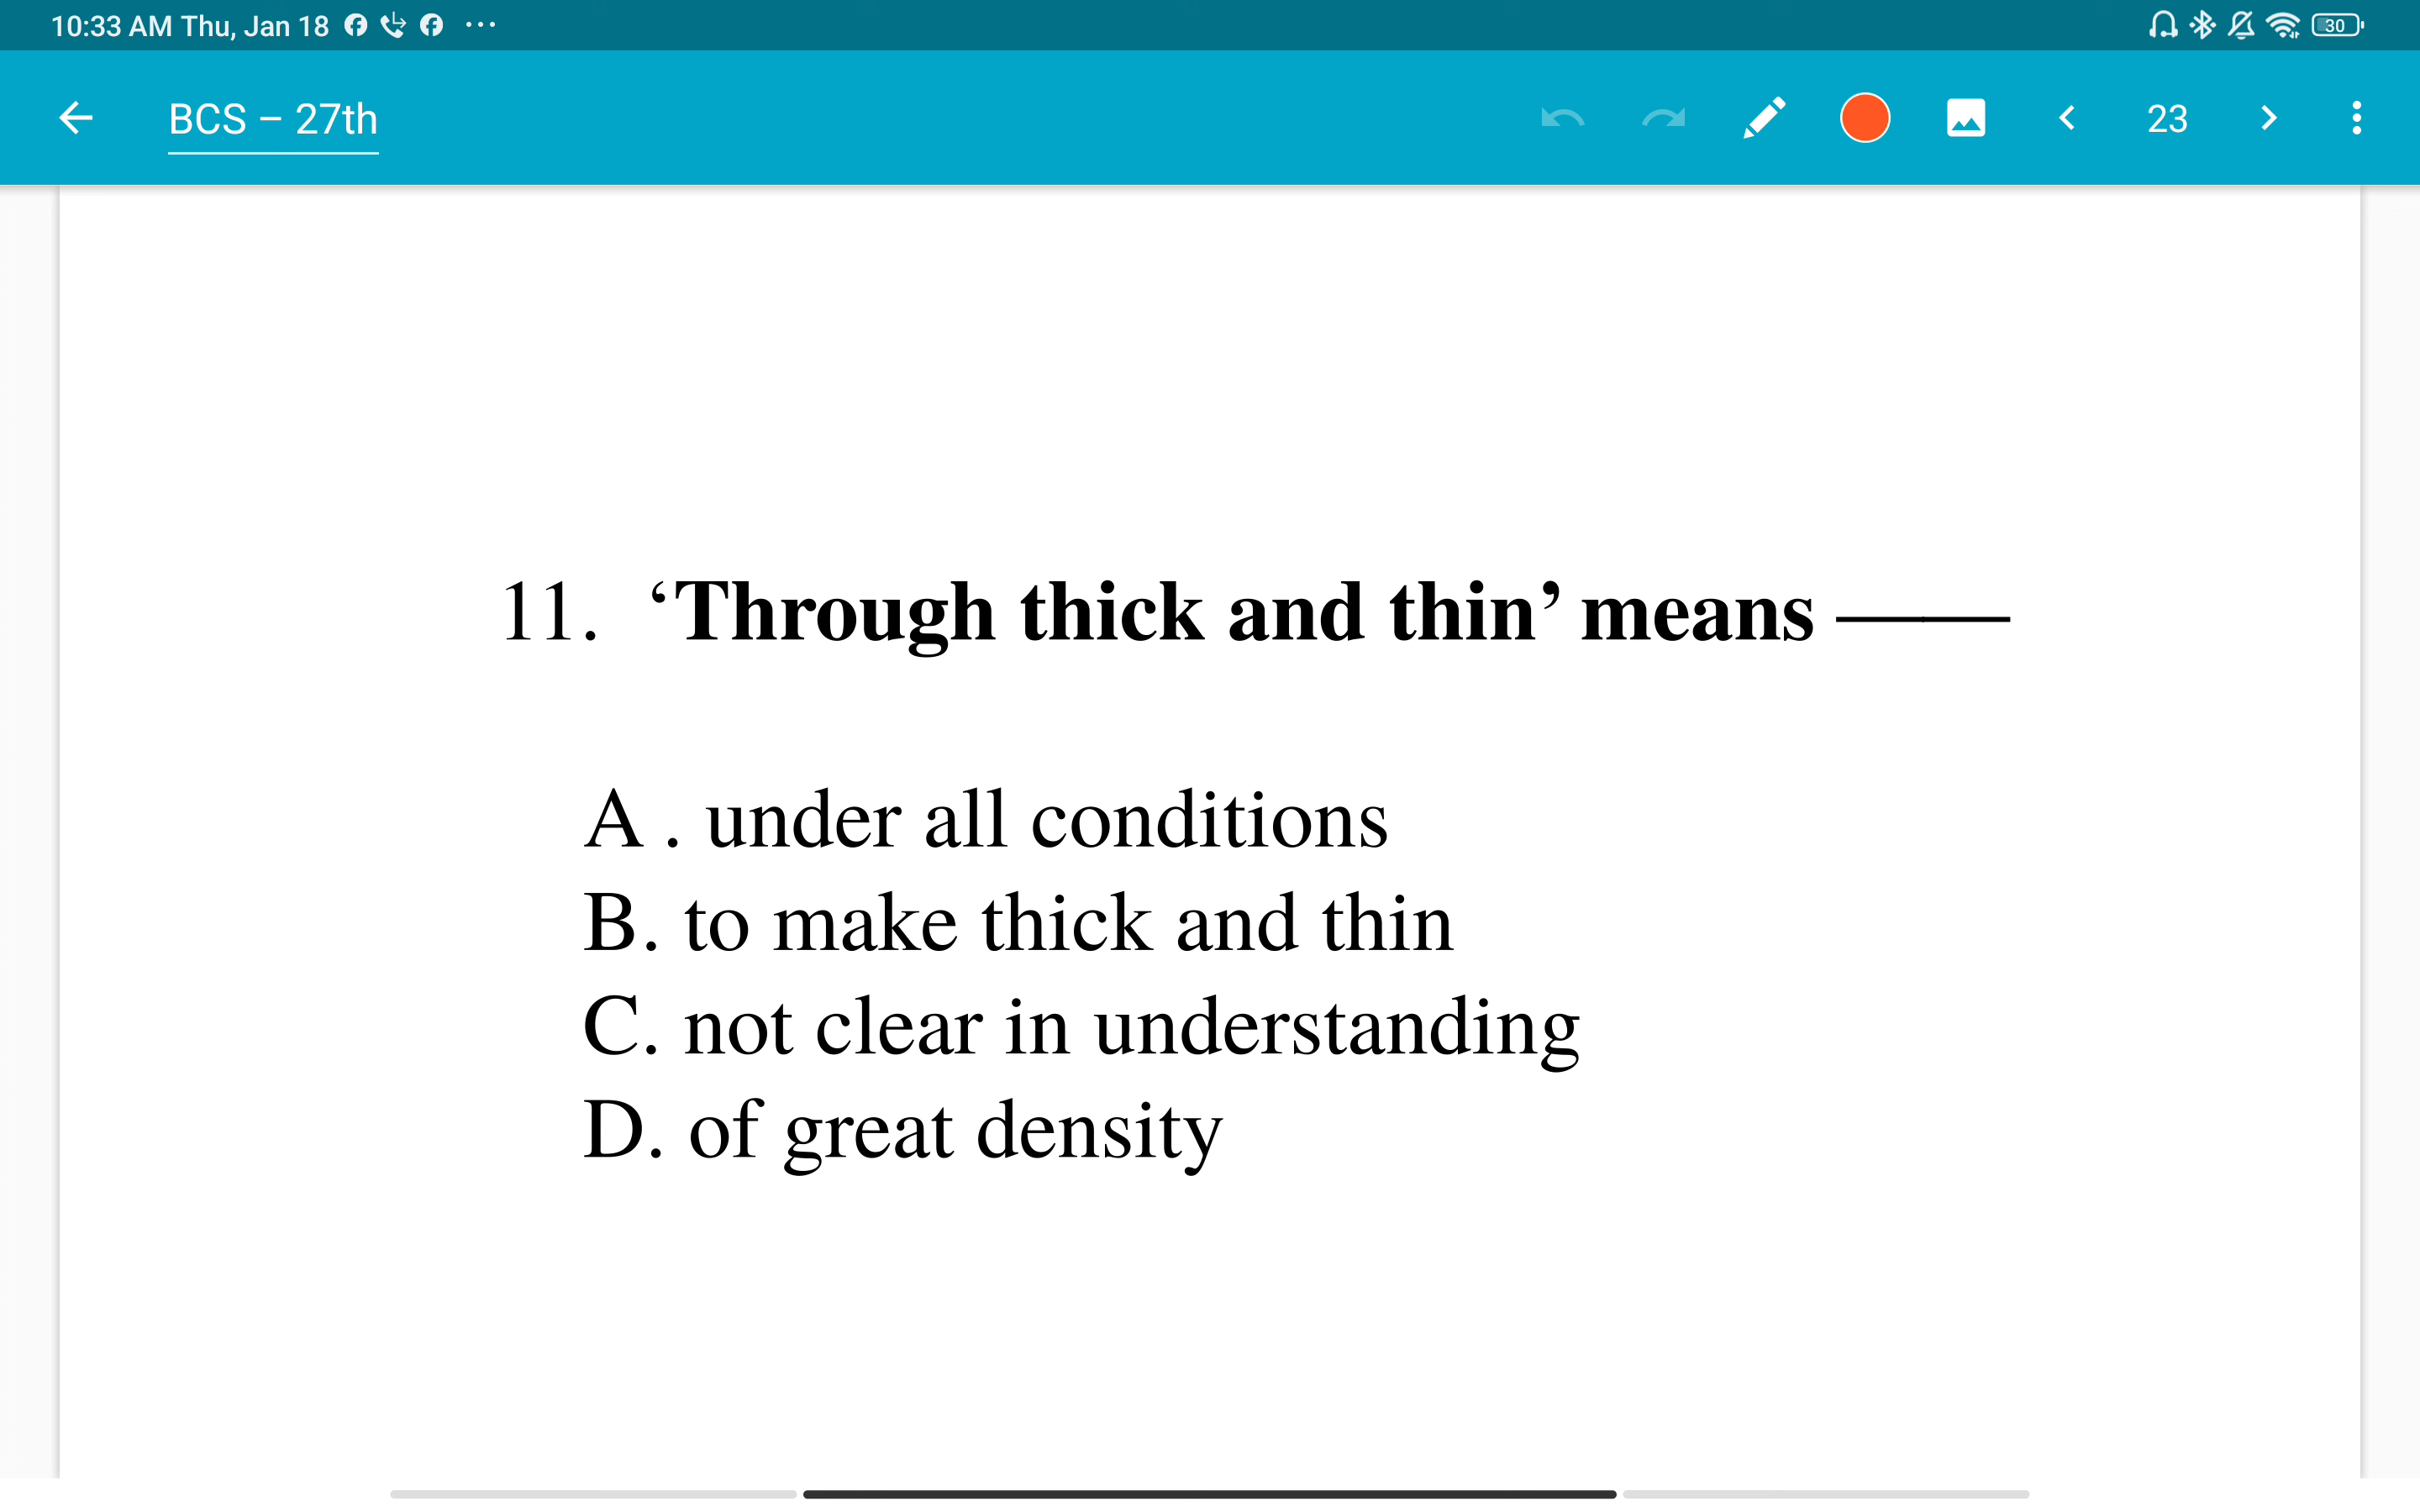 10:33 AM Thu, Jan 18
30
BCS – 27th
23
11. ‘Through thick and thin’ means ———
A . under all conditions
B. to make thick and thin
C. not clear in understanding
D. of great density